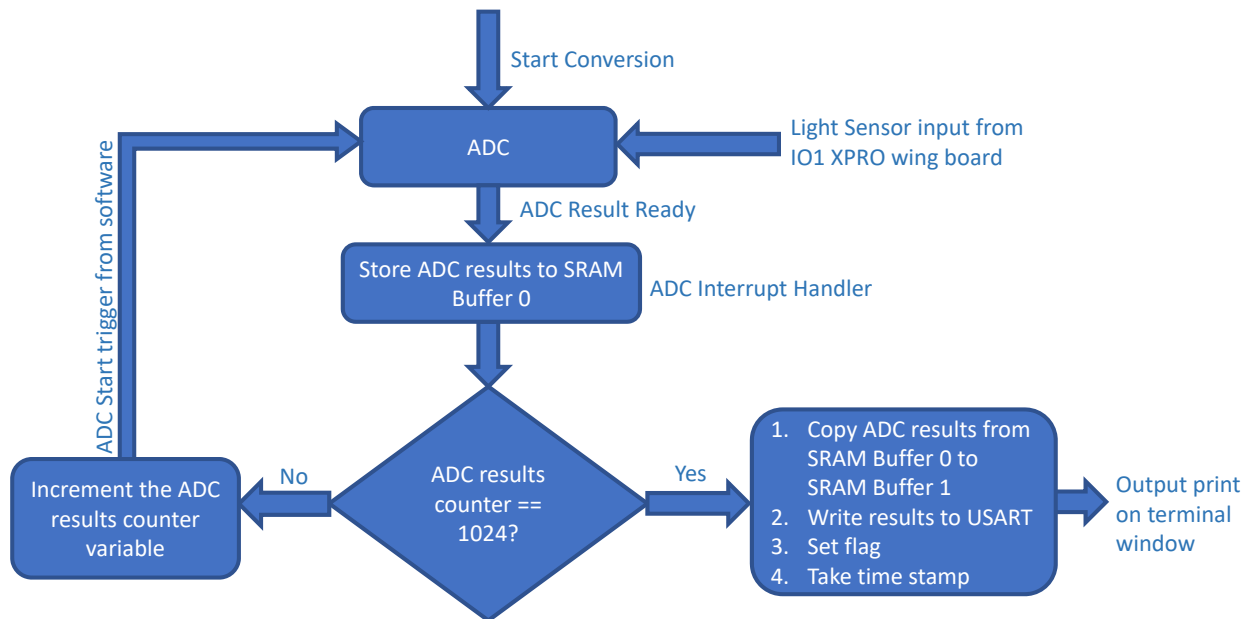 Start Conversion
ADC
Light Sensor input from
IO1 XPRO wing board
ADC Start trigger from software
ADC Result Ready
Store ADC results to SRAM
Buffer 0
ADC Interrupt Handler
ADC results
counter ==
1024?
No
Increment the ADC
results counter
variable
Yes
1. Copy ADC results from
SRAM Buffer 0 to
SRAM Buffer 1
2. Write results to USART
3. Set flag
4. Take time stamp
Output print
on terminal
window